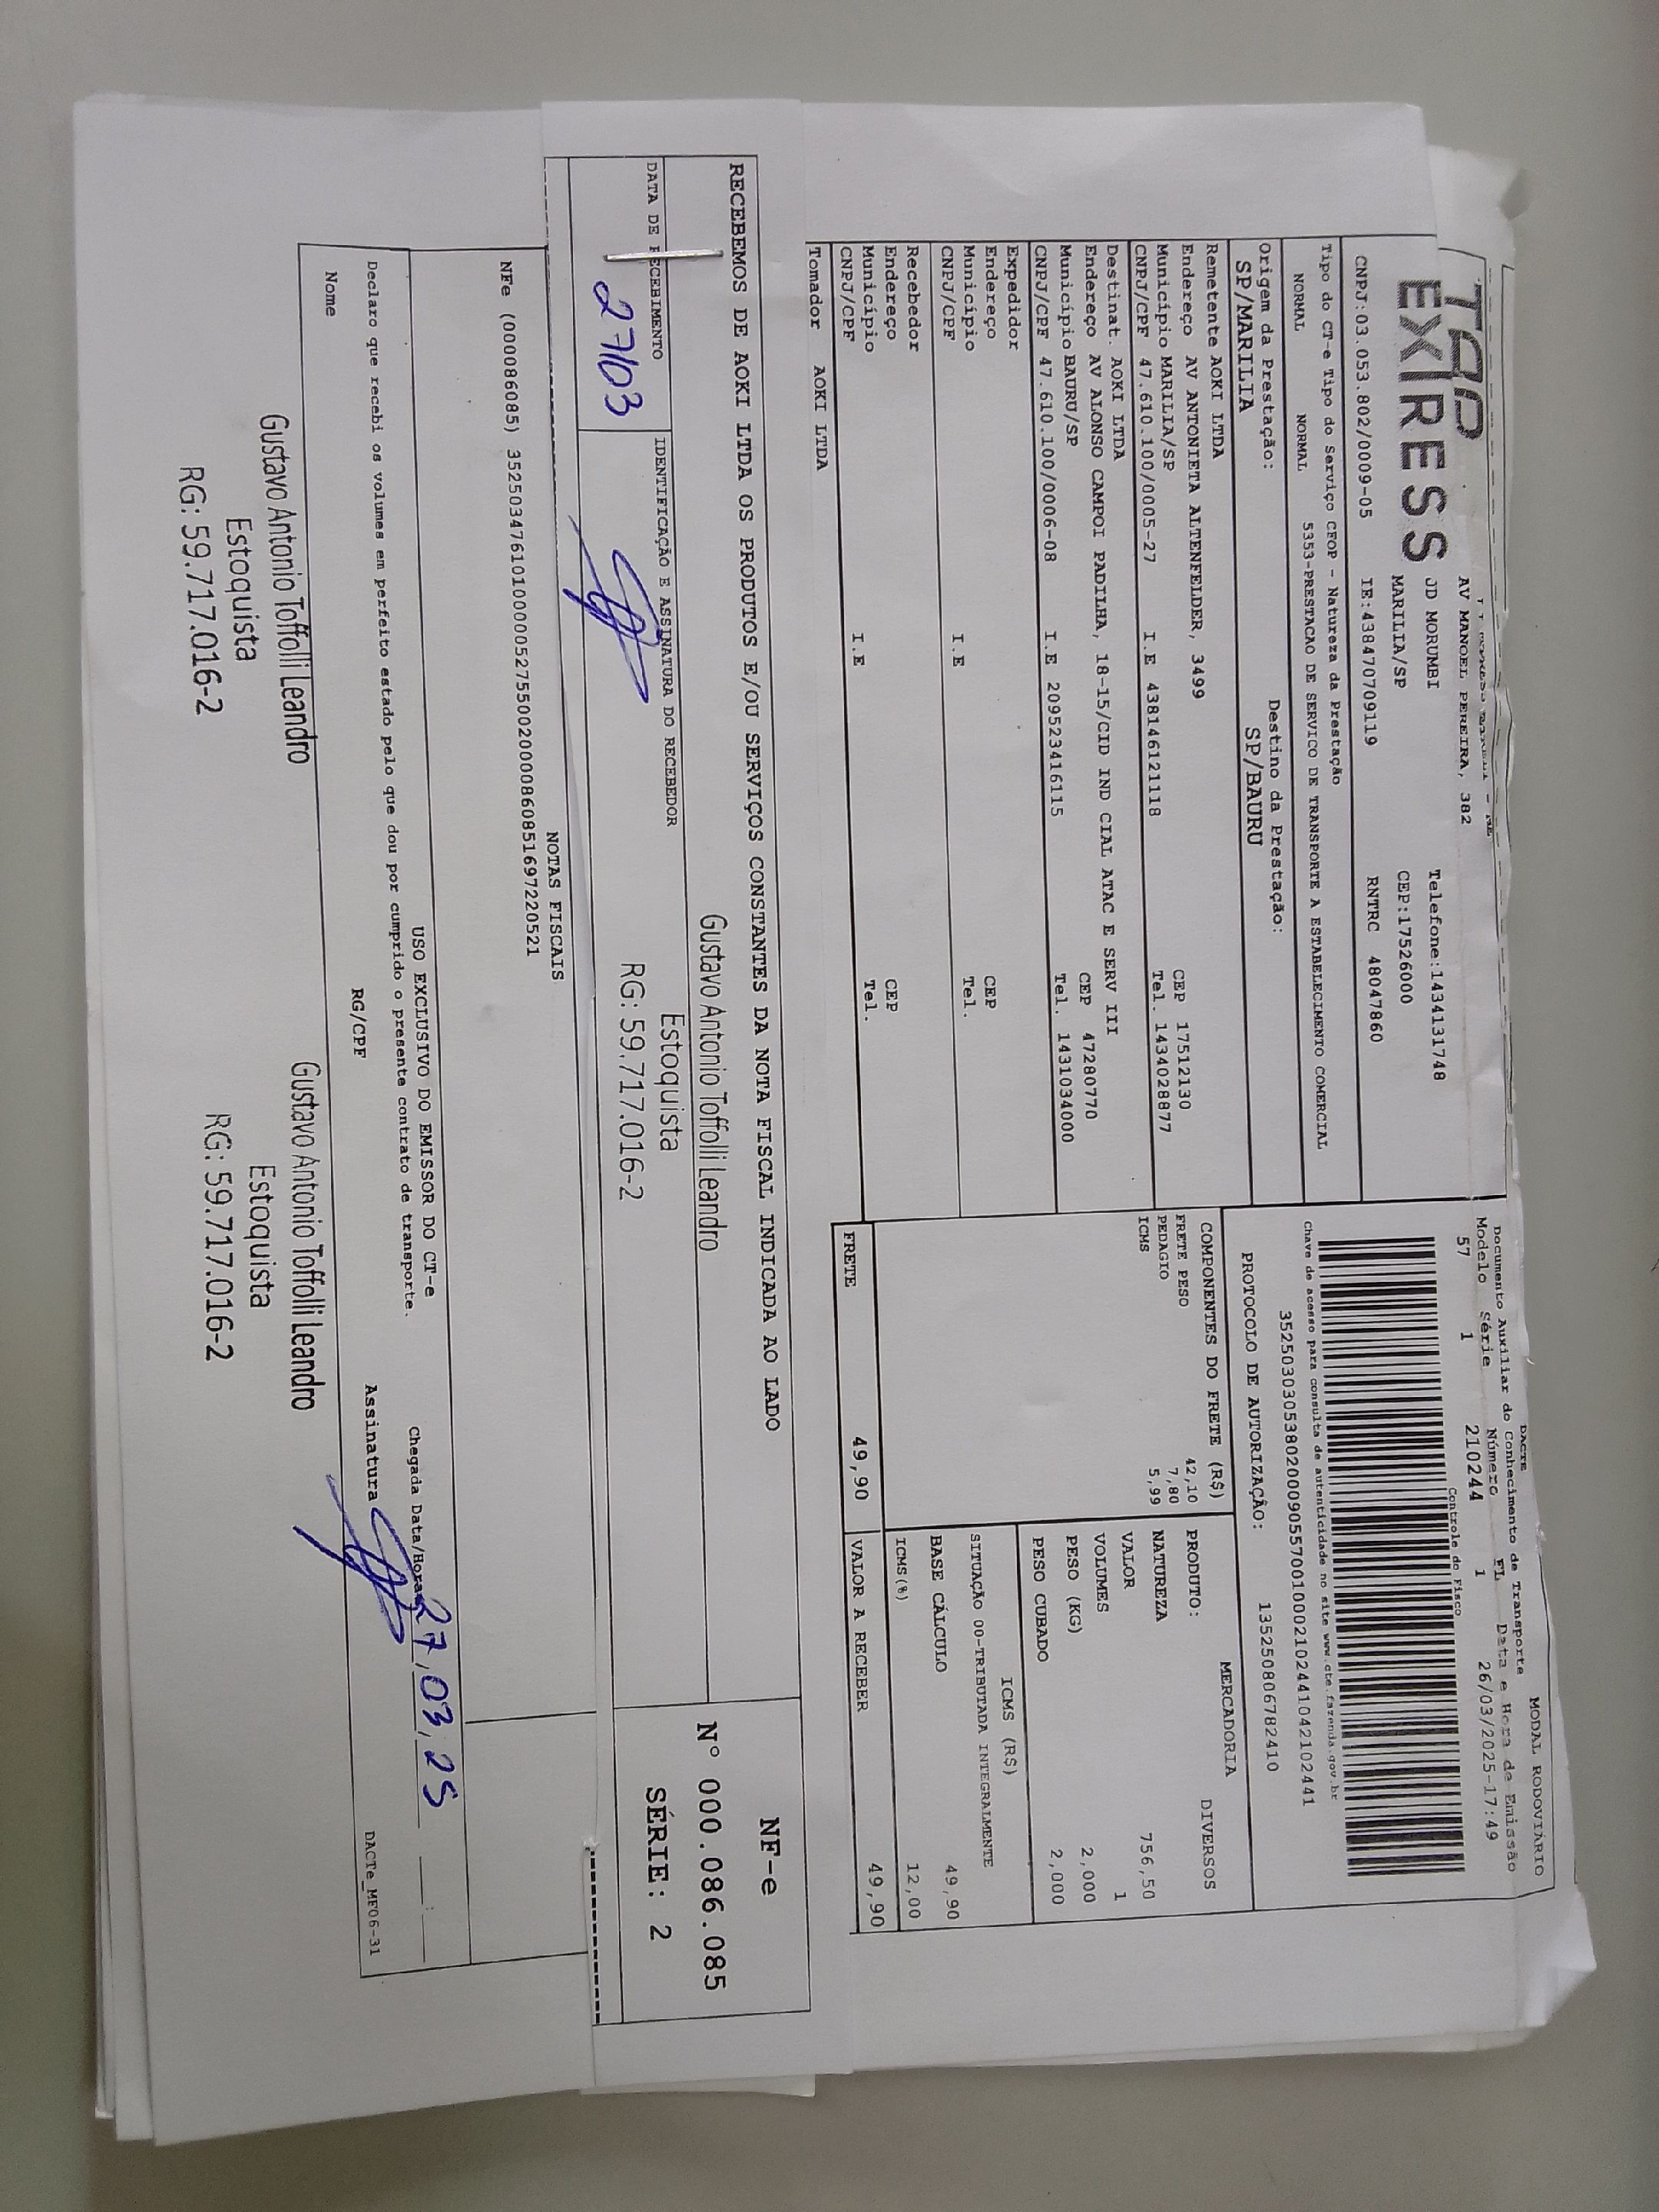 DACTE
MODAL RODOVIÁRIO
Documento Auxiliar do Conhecimento de Transporte
Modelo Série Número FL Data e Hora de Emissão
57 1 210244 1 26/03/2025-17:49
Controle do Fisco
EXPRESS
AV MANOEL PEREIRA, 382
JD MORUMBI Telefone:1434131748
MARILIA/SP CEP:17526000
CNPJ:03.053.802/0009-05 IE:438470709119 RNTRC 48047860
Chave de acesso para consulta de autenticidade no site www.cte.fazenda.gov.br
35250303053802000905570010002102441042102441
Tipo do CT-e Tipo do Serviço CFOP - Natureza da Prestação
NORMAL NORMAL 5353-PRESTACAO DE SERVICO DE TRANSPORTE A ESTABELECIMENTO COMERCIAL
PROTOCOLO DE AUTORIZAÇÃO: 135250806782410
Origem da Prestação: Destino da Prestação:
SP/MARILIA SP/BAURU
Remetente AOKI LTDA
Endereço AV ANTONIETA ALTENFELDER, 3499
Município MARILIA/SP CEP 17512130
CNPJ/CPF 47.610.100/0005-27 I.E 438146121118 Tel. 1434028877
Destinat. AOKI LTDA
Endereço AV ALONSO CAMPOI PADILHA, 18-15/CID IND CIAL ATAC E SERV III
Município BAURU/SP CEP 47280770
CNPJ/CPF 47.610.100/0006-08 I.E 209523416115 Tel. 1431034000
Expedidor
Endereço
Município CEP
CNPJ/CPF I.E Tel.
Recebedor
Endereço
Município CEP
CNPJ/CPF I.E Tel.
Tomador AOKI LTDA
COMPONENTES DO FRETE (R$)
FRETE PESO 42,10
PEDAGIO 7,80
ICMS 5,99
FRETE 49,90
MERCADORIA
PRODUTO: DIVERSOS
NATUREZA
VALOR 756,50
VOLUMES 1
PESO (KG) 2,000
PESO CUBADO 2,000
ICMS (R$)
SITUAÇÃO 00-TRIBUTADA INTEGRALMENTE
BASE CÁLCULO 49,90
ICMS(%) 12,00
VALOR A RECEBER 49,90
RECEBEMOS DE AOKI LTDA OS PRODUTOS E/OU SERVIÇOS CONSTANTES DA NOTA FISCAL INDICADA AO LADO
NF-e
Nº 000.086.085
SÉRIE: 2
Gustavo Antonio Toffolli Leandro
Estoquista
RG: 59.717.016-2
DATA DE RECEBIMENTO IDENTIFICAÇÃO E ASSINATURA DO RECEBEDOR
27/03
NOTAS FISCAIS
NFe (000086085) 35250347610100000527550020000860851697220521
USO EXCLUSIVO DO EMISSOR DO CT-e
Declaro que recebi os volumes em perfeito estado pelo que dou por cumprido o presente contrato de transporte.
Chegada Data/Hora 27,03,25
Nome RG/CPF Assinatura
DACTe_MF06-31
Gustavo Antonio Toffolli Leandro
Estoquista
RG: 59.717.016-2
Gustavo Antonio Toffolli Leandro
Estoquista
RG: 59.717.016-2